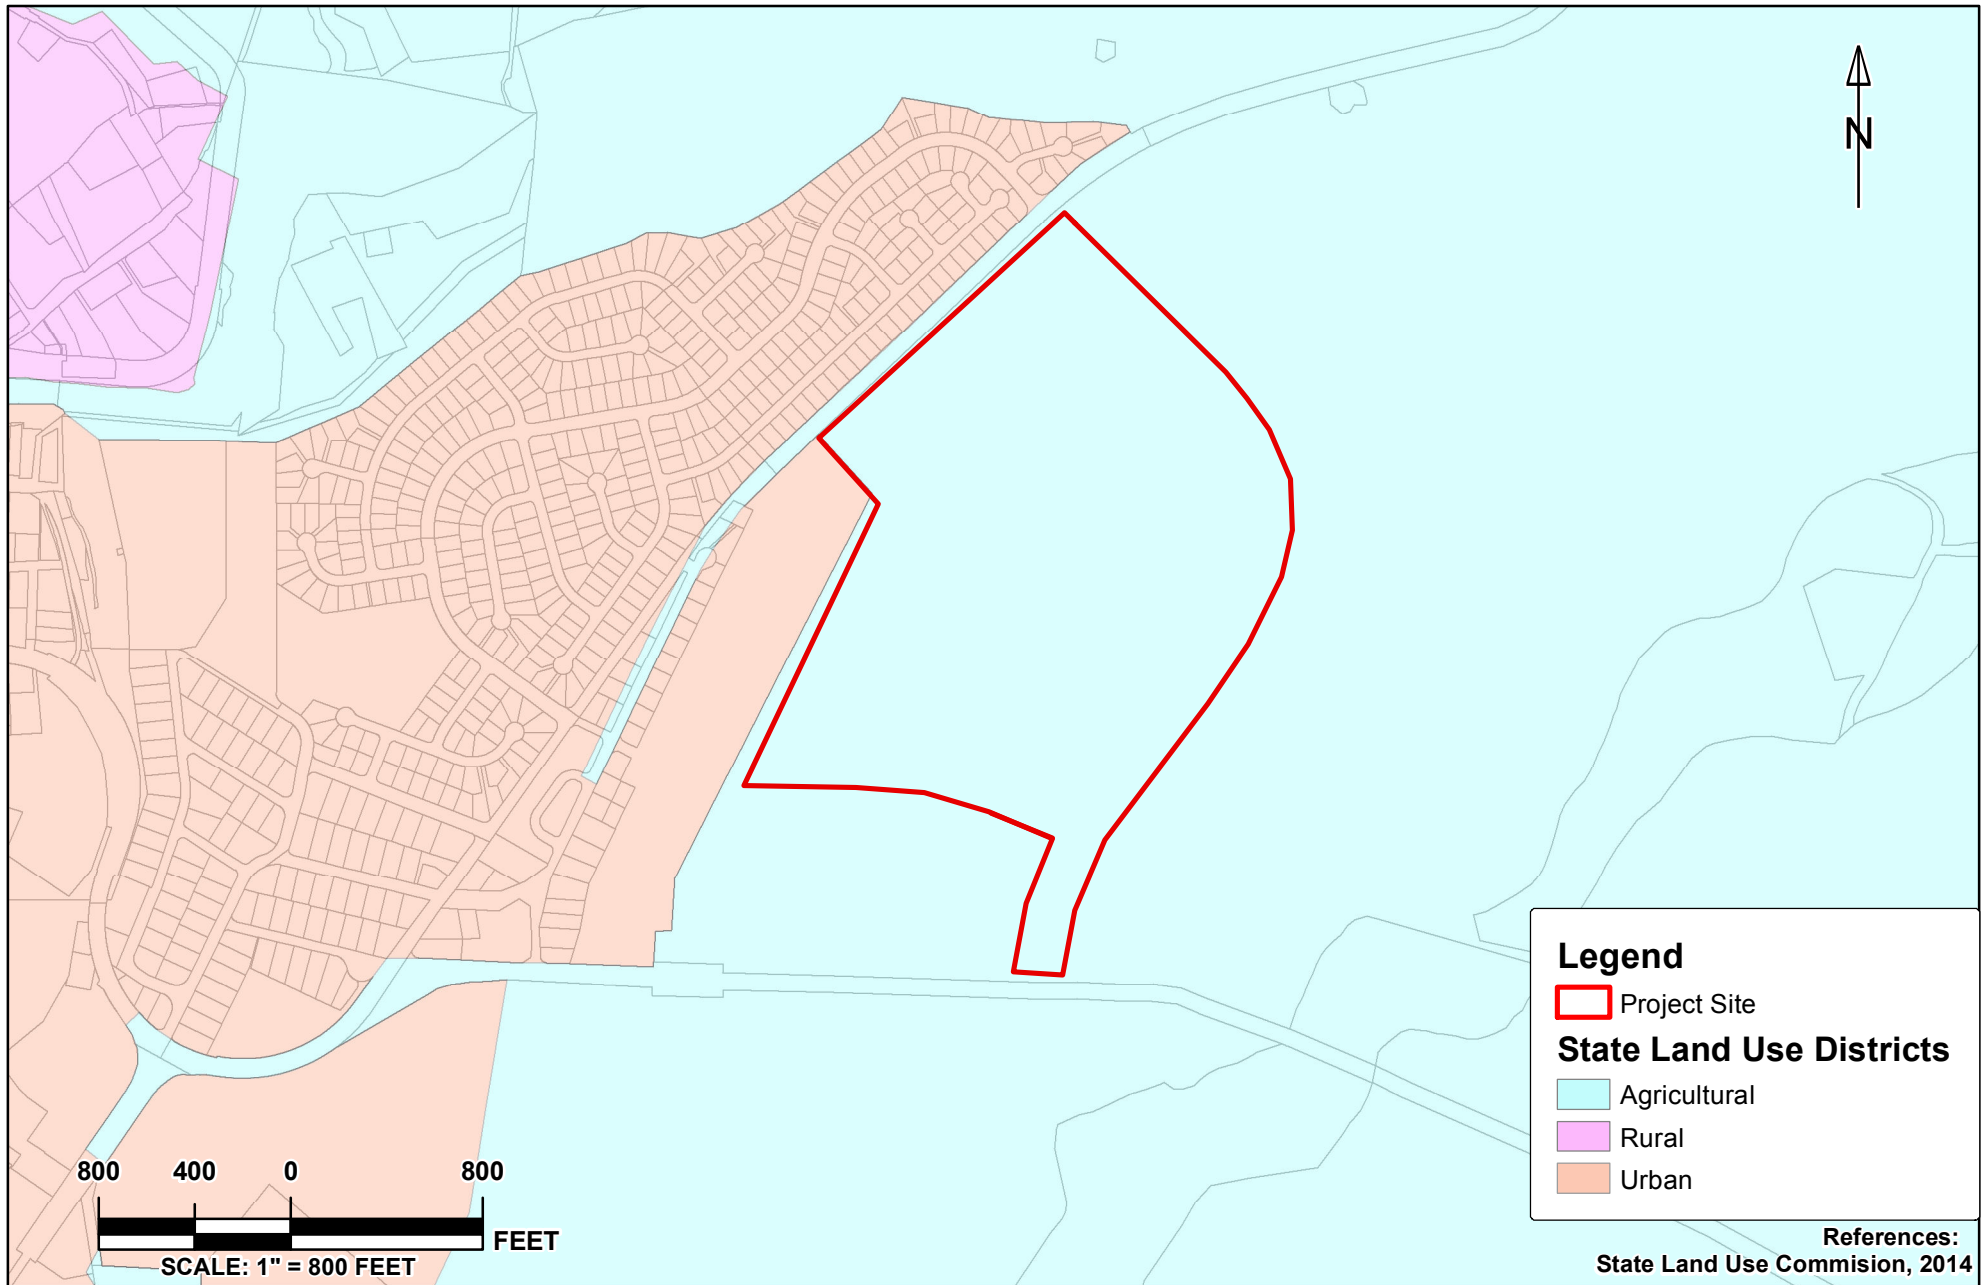 N
Legend
Project Site
State Land Use Districts
Agricultural
Rural
Urban
800 400 0 800
FEET
SCALE: 1" = 800 FEET
References:
State Land Use Commision, 2014